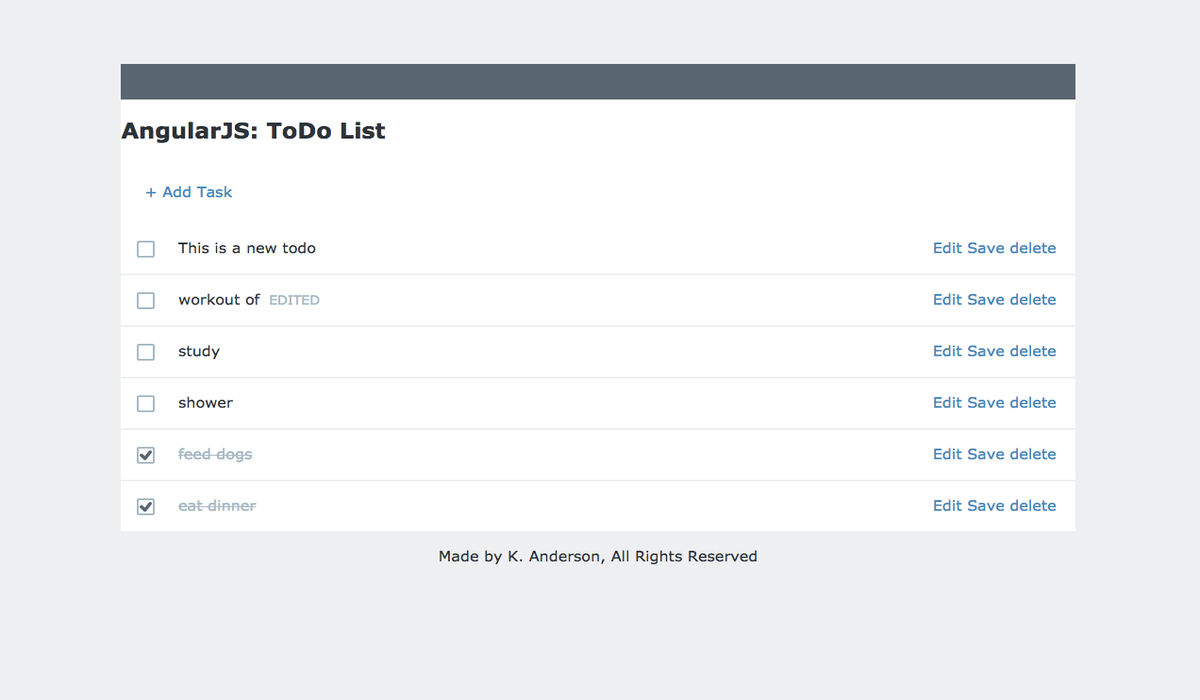 AngularJS: ToDo List
+ Add Task
This is a new todo Edit Save delete
workout of EDITED Edit Save delete
study Edit Save delete
shower Edit Save delete
feed dogs Edit Save delete
eat dinner Edit Save delete
Made by K. Anderson, All Rights Reserved